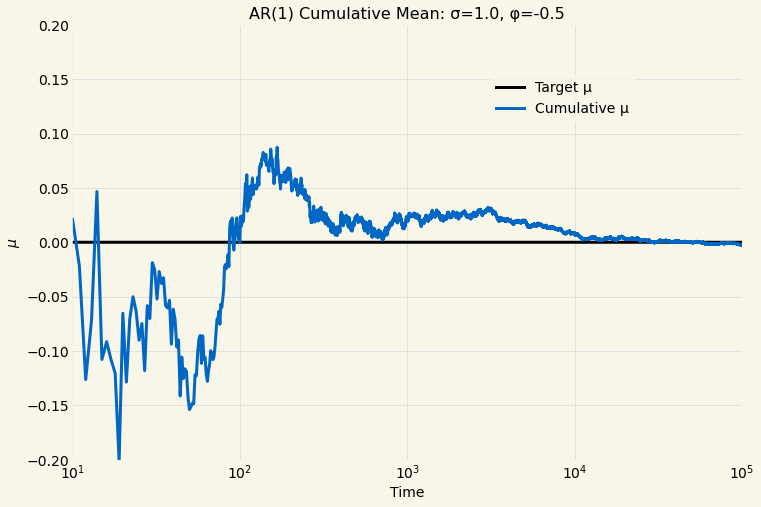 AR(1) Cumulative Mean: σ=1.0, φ=-0.5
0.20
0.15
0.10
0.05
0.00
−0.05
−0.10
−0.15
−0.20
μ
Target μ
Cumulative μ
10¹
10²
10³
10⁴
10⁵
Time